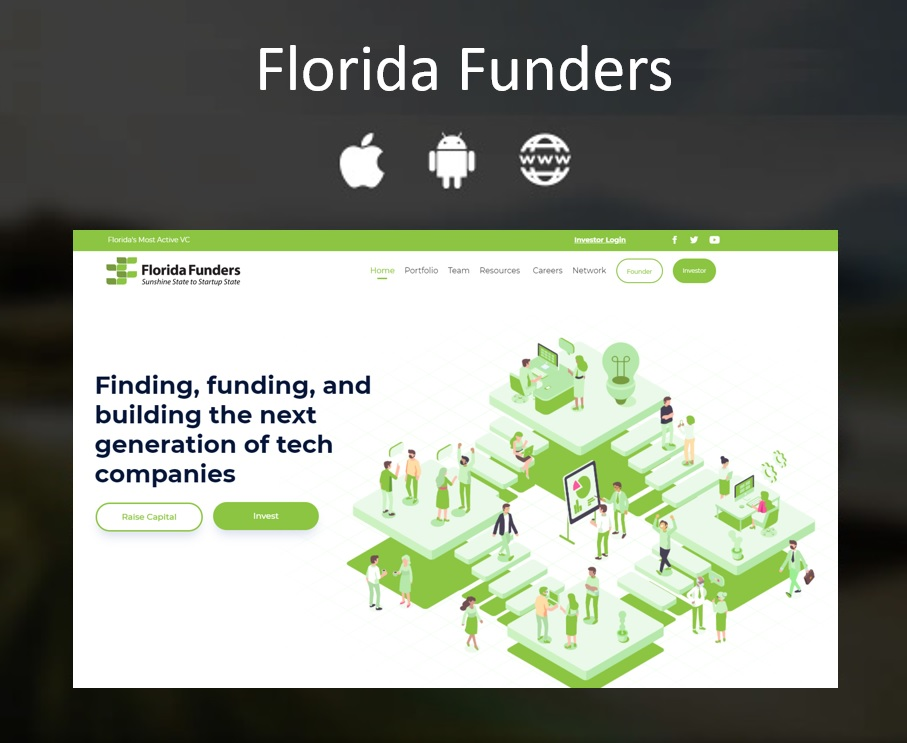 Florida Funders
WWW
Florida's Most Active VC
Investor Login
Florida Funders
Sunshine State to Startup State
Home Portfolio Team Resources Careers Network Founder Investor
Finding, funding, and
building the next
generation of tech
companies
Raise Capital Invest